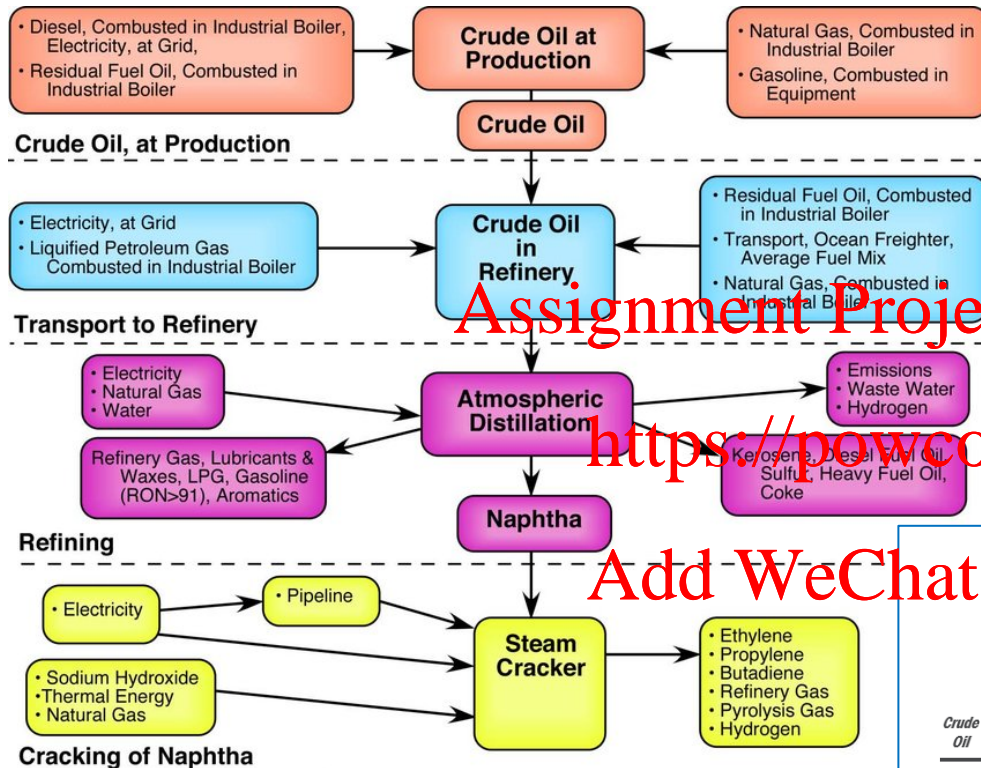 • Diesel, Combusted in Industrial Boiler,
Electricity, at Grid,
• Residual Fuel Oil, Combusted in
Industrial Boiler
Crude Oil at
Production
• Natural Gas, Combusted in
Industrial Boiler
• Gasoline, Combusted in
Equipment
Crude Oil
Crude Oil, at Production
• Electricity, at Grid
• Liquified Petroleum Gas
Combusted in Industrial Boiler
Crude Oil
in
Refinery
• Residual Fuel Oil, Combusted
in Industrial Boiler
• Transport, Ocean Freighter,
Average Fuel Mix
• Natural Gas, Combusted in
Industrial Boiler
Assignment Proje
Transport to Refinery
• Electricity
• Natural Gas
• Water
Atmospheric
Distillation
• Emissions
• Waste Water
• Hydrogen
Refinery Gas, Lubricants &
Waxes, LPG, Gasoline
(RON>91), Aromatics
https://powco
Kerosene, Diesel Fuel Oil,
Sulfur, Heavy Fuel Oil,
Coke
Naphtha
Refining
Add WeChat
• Electricity
• Pipeline
Steam
Cracker
• Sodium Hydroxide
•Thermal Energy
• Natural Gas
• Ethylene
• Propylene
• Butadiene
• Refinery Gas
• Pyrolysis Gas
• Hydrogen
Crude
Oil
Cracking of Naphtha